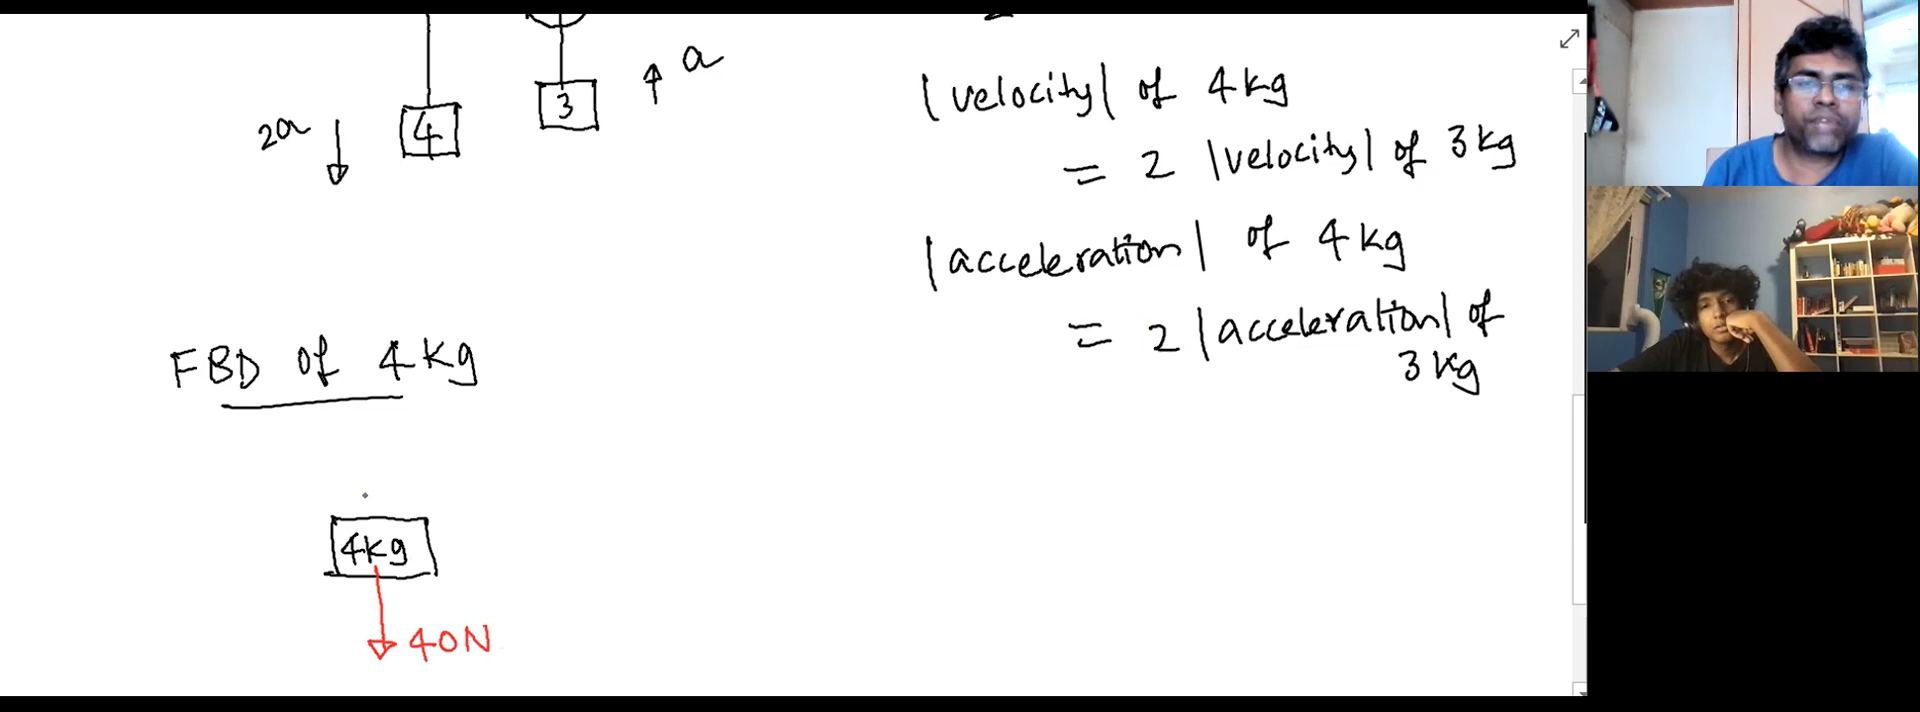 a
3
2a
4
|velocity| of 4kg
= 2 |velocity| of 3kg
|acceleration| of 4kg
= 2 |acceleration| of
3kg
FBD of 4kg
4kg
40N